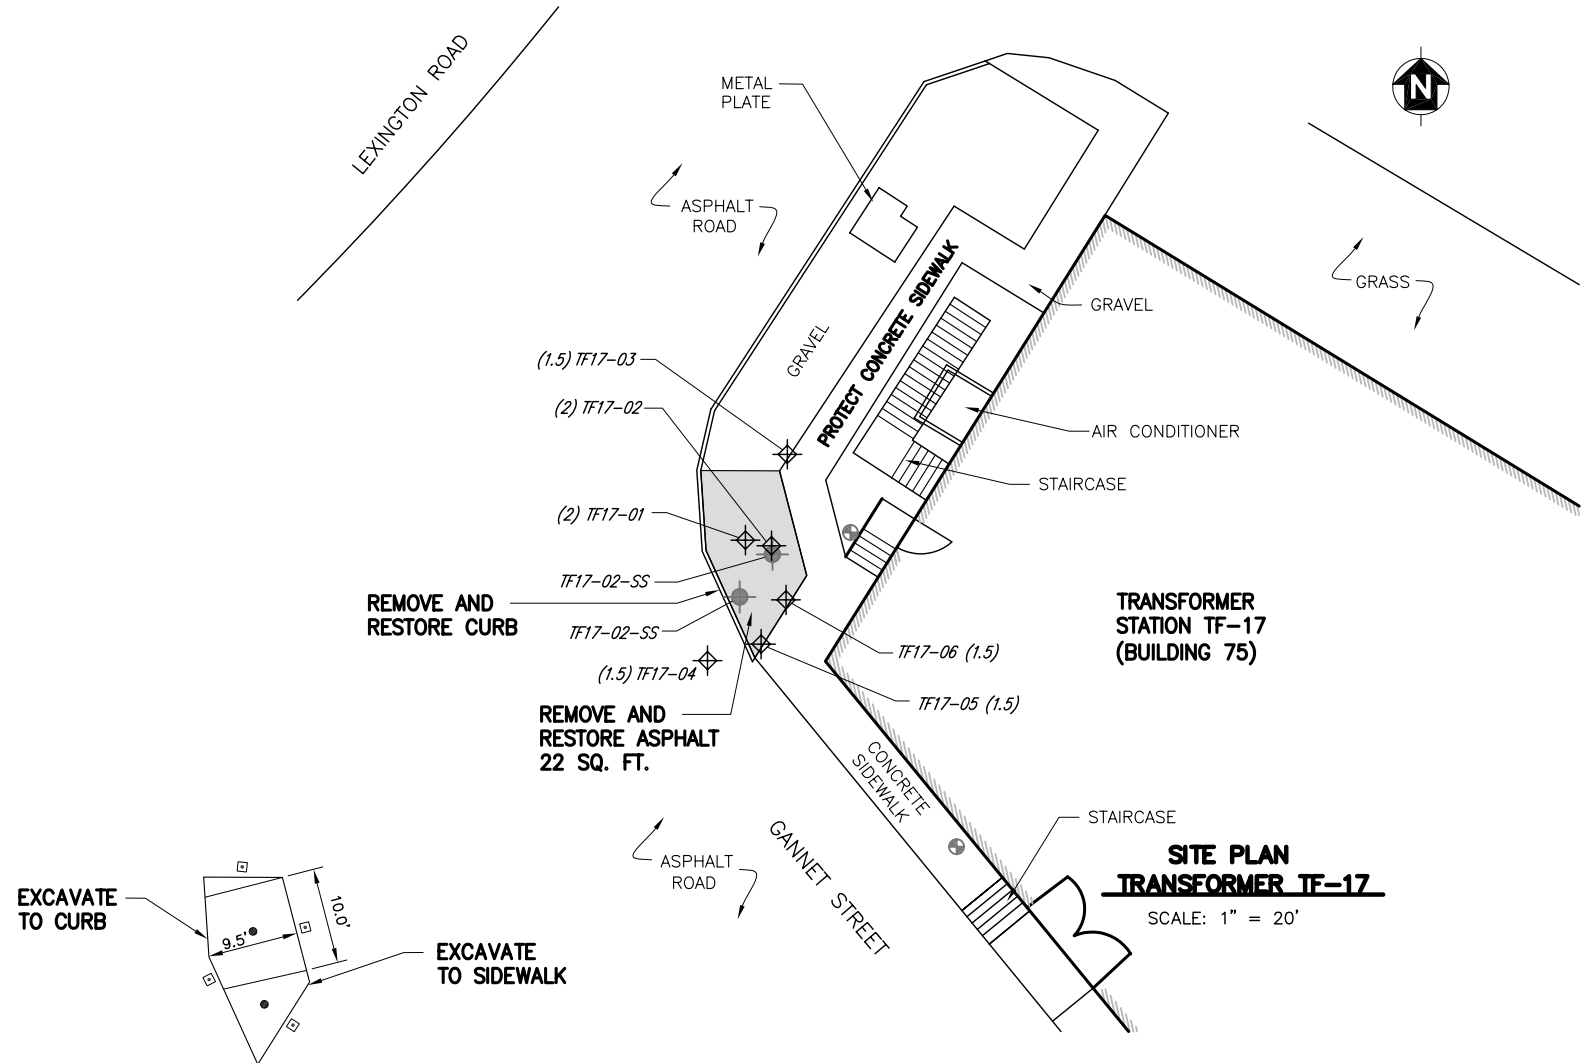 LEXINGTON ROAD
METAL
PLATE
N
ASPHALT
ROAD
GRASS
GRAVEL
PROTECT CONCRETE SIDEWALK
GRAVEL
(1.5) TF17-03
(2) TF17-02
AIR CONDITIONER
STAIRCASE
(2) TF17-01
TF17-02-SS
REMOVE AND
RESTORE CURB
TF17-02-SS
TRANSFORMER
STATION TF-17
(BUILDING 75)
TF17-06 (1.5)
(1.5) TF17-04
TF17-05 (1.5)
REMOVE AND
RESTORE ASPHALT
22 SQ. FT.
CONCRETE
SIDEWALK
STAIRCASE
GANNET STREET
ASPHALT
ROAD
SITE PLAN
TRANSFORMER TF-17
SCALE: 1" = 20'
EXCAVATE
TO CURB
10.0'
9.5'
EXCAVATE
TO SIDEWALK